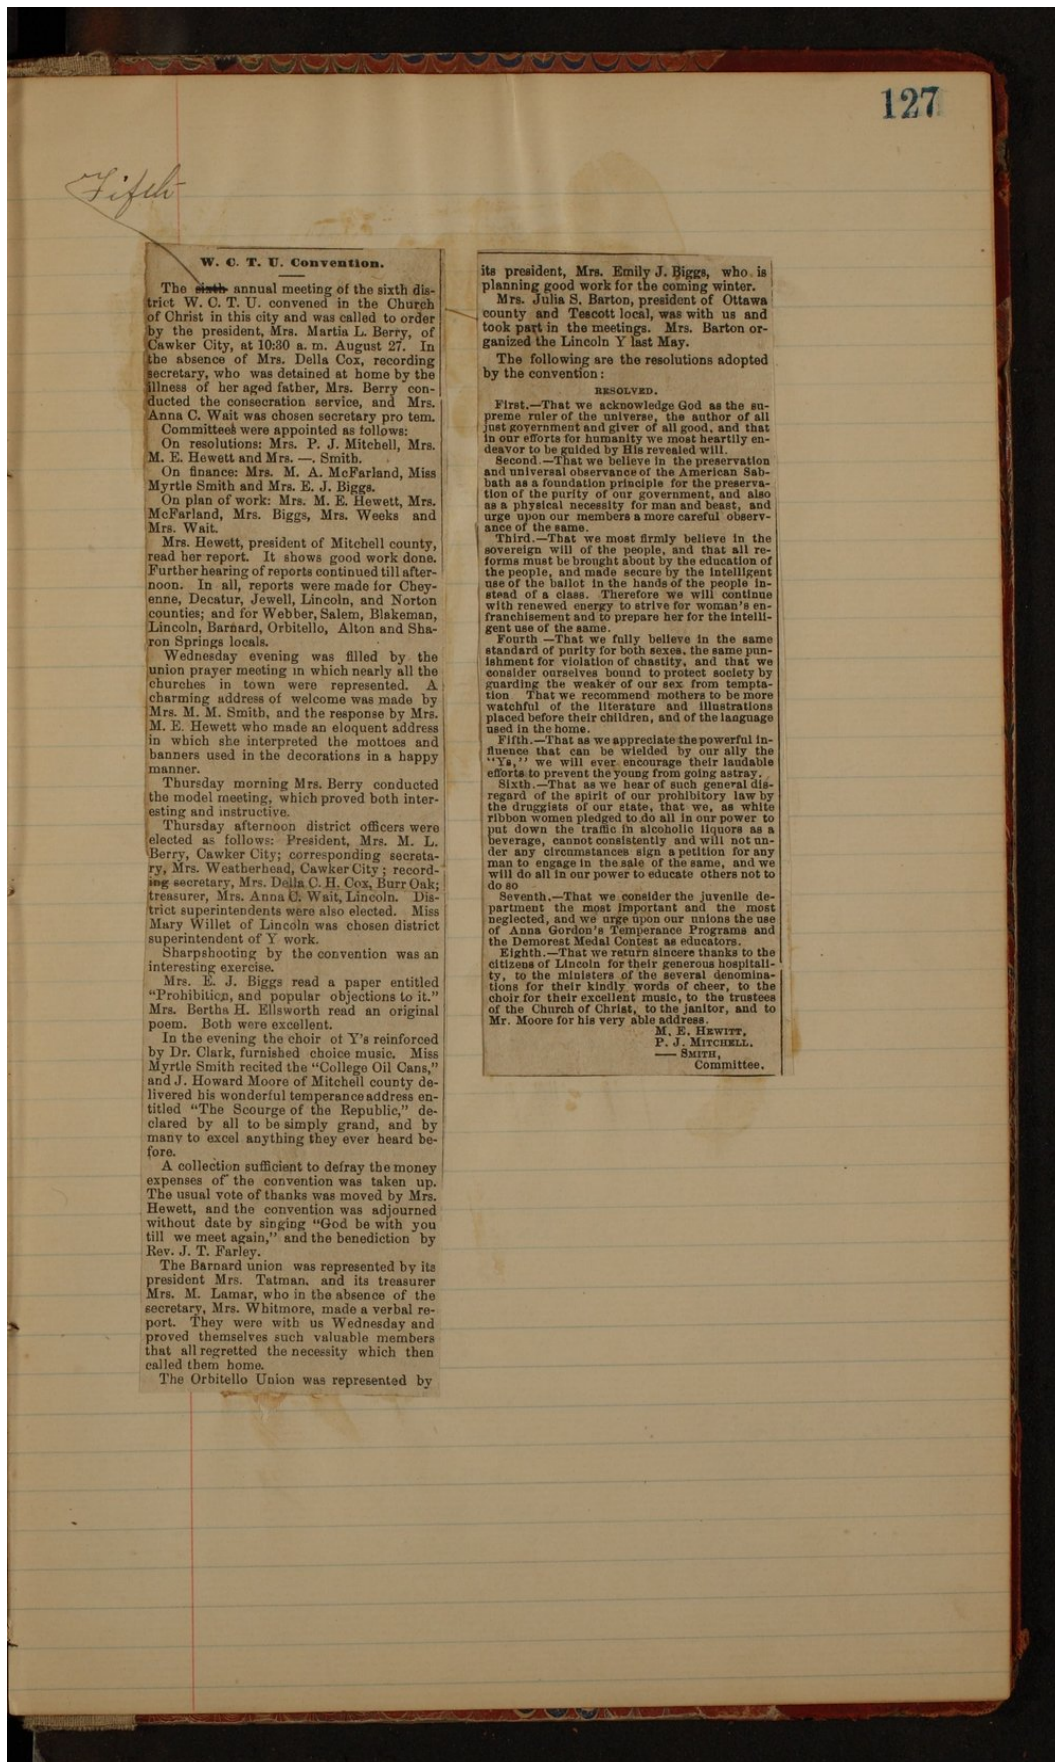 127
Fifth
W. C. T. U. Convention.
The sixth annual meeting of the sixth dis-
trict W. C. T. U. convened in the Church
of Christ in this city and was called to order
by the president, Mrs. Martia L. Berry, of
Cawker City, at 10:30 a. m. August 27. In
the absence of Mrs. Della Cox, recording
secretary, who was detained at home by the
illness of her aged father, Mrs. Berry con-
ducted the consecration service, and Mrs.
Anna C. Wait was chosen secretary pro tem.
Committees were appointed as follows:
On resolutions: Mrs. P. J. Mitchell, Mrs.
M. E. Hewett and Mrs. —. Smith.
On finance: Mrs. M. A. McFarland, Miss
Myrtle Smith and Mrs. E. J. Biggs.
On plan of work: Mrs. M. E. Hewett, Mrs.
McFarland, Mrs. Biggs, Mrs. Weeks and
Mrs. Wait.
Mrs. Hewett, president of Mitchell county,
read her report. It shows good work done.
Further hearing of reports continued till after-
noon. In all, reports were made for Chey-
enne, Decatur, Jewell, Lincoln, and Norton
counties; and for Webber, Salem, Blakeman,
Lincoln, Barnard, Orbitello, Alton and Sha-
ron Springs locals.
Wednesday evening was filled by the
union prayer meeting in which nearly all the
churches in town were represented. A
charming address of welcome was made by
Mrs. M. M. Smith, and the response by Mrs.
M. E. Hewett who made an eloquent address
in which she interpreted the mottoes and
banners used in the decorations in a happy
manner.
Thursday morning Mrs. Berry conducted
the model meeting, which proved both inter-
esting and instructive.
Thursday afternoon district officers were
elected as follows: President, Mrs. M. L.
Berry, Cawker City; corresponding secreta-
ry, Mrs. Weatherhead, Cawker City; record-
ing secretary, Mrs. Della C. H. Cox, Burr Oak;
treasurer, Mrs. Anna C. Wait, Lincoln. Dis-
trict superintendents were also elected. Miss
Mary Willet of Lincoln was chosen district
superintendent of Y work.
Sharpshooting by the convention was an
interesting exercise.
Mrs. E. J. Biggs read a paper entitled
"Prohibition, and popular objections to it."
Mrs. Bertha H. Ellsworth read an original
poem. Both were excellent.
In the evening the choir of Y's reinforced
by Dr. Clark, furnished choice music. Miss
Myrtle Smith recited the "College Oil Cans,"
and J. Howard Moore of Mitchell county de-
livered his wonderful temperance address en-
titled "The Scourge of the Republic," de-
clared by all to be simply grand, and by
many to excel anything they ever heard be-
fore.
A collection sufficient to defray the money
expenses of the convention was taken up.
The usual vote of thanks was moved by Mrs.
Hewett, and the convention was adjourned
without date by singing "God be with you
till we meet again," and the benediction by
Rev. J. T. Farley.
The Barnard union was represented by its
president Mrs. Tatman, and its treasurer
Mrs. M. Lamar, who in the absence of the
secretary, Mrs. Whitmore, made a verbal re-
port. They were with us Wednesday and
proved themselves such valuable members
that all regretted the necessity which then
called them home.
The Orbitello Union was represented by
its president, Mrs. Emily J. Biggs, who is
planning good work for the coming winter.
Mrs. Julia S. Barton, president of Ottawa
county and Tescott local, was with us and
took part in the meetings. Mrs. Barton or-
ganized the Lincoln Y last May.
The following are the resolutions adopted
by the convention:
RESOLVED.
First.—That we acknowledge God as the su-
preme ruler of the universe, the author of all
just government and giver of all good, and that
in our efforts for humanity we most heartily en-
deavor to be guided by His revealed will.
Second.—That we believe in the preservation
and universal observance of the American Sab-
bath as a foundation principle for the preserva-
tion of the purity of our government, and also
as a physical necessity for man and beast, and
urge upon our members a more careful observ-
ance of the same.
Third.—That we most firmly believe in the
sovereign will of the people, and that all re-
forms must be brought about by the education of
the people, and made secure by the intelligent
use of the ballot in the hands of the people in-
stead of a class. Therefore we will continue
with renewed energy to strive for woman's en-
franchisement and to prepare her for the intelli-
gent use of the same.
Fourth —That we fully believe in the same
standard of purity for both sexes, the same pun-
ishment for violation of chastity, and that we
consider ourselves bound to protect society by
guarding the weaker of our sex from tempta-
tion That we recommend mothers to be more
watchful of the literature and illustrations
placed before their children, and of the language
used in the home.
Fifth.—That as we appreciate the powerful in-
fluence that can be wielded by our ally the
"Ys," we will ever encourage their laudable
efforts to prevent the young from going astray.
Sixth.—That as we hear of such general dis-
regard of the spirit of our prohibitory law by
the druggists of our state, that we, as white
ribbon women pledged to do all in our power to
put down the traffic in alcoholic liquors as a
beverage, cannot consistently and will not un-
der any circumstances sign a petition for any
man to engage in the sale of the same, and we
will do all in our power to educate others not to
do so
Seventh.—That we consider the juvenile de-
partment the most important and the most
neglected, and we urge upon our unions the use
of Anna Gordon's Temperance Programs and
the Demorest Medal Contest as educators.
Eighth.—That we return sincere thanks to the
citizens of Lincoln for their generous hospitali-
ty, to the ministers of the several denomina-
tions for their kindly words of cheer, to the
choir for their excellent music, to the trustees
of the Church of Christ, to the janitor, and to
Mr. Moore for his very able address.
M. E. HEWITT,
P. J. MITCHELL.
—— SMITH,
Committee.